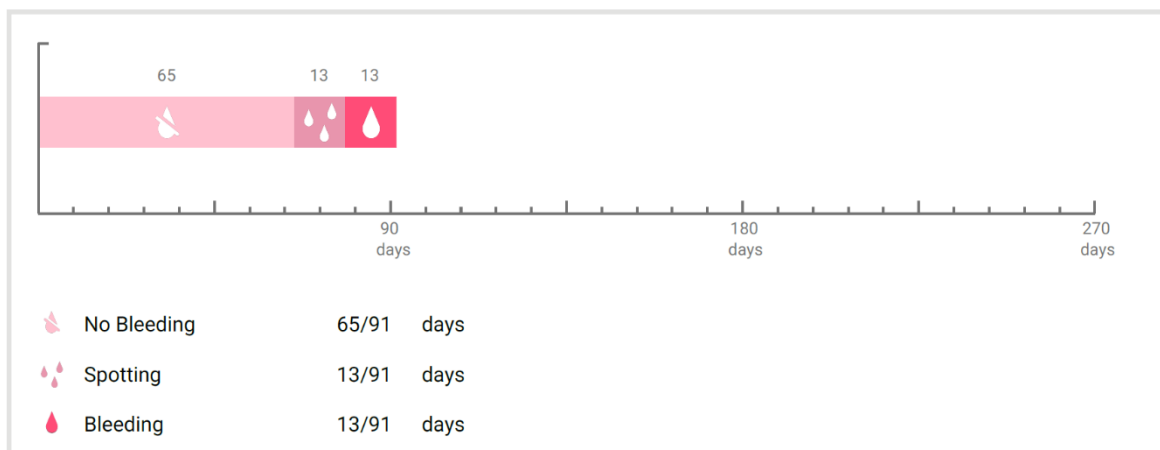 65 13 13
90 180 270
days days days
No Bleeding 65/91 days
Spotting 13/91 days
Bleeding 13/91 days